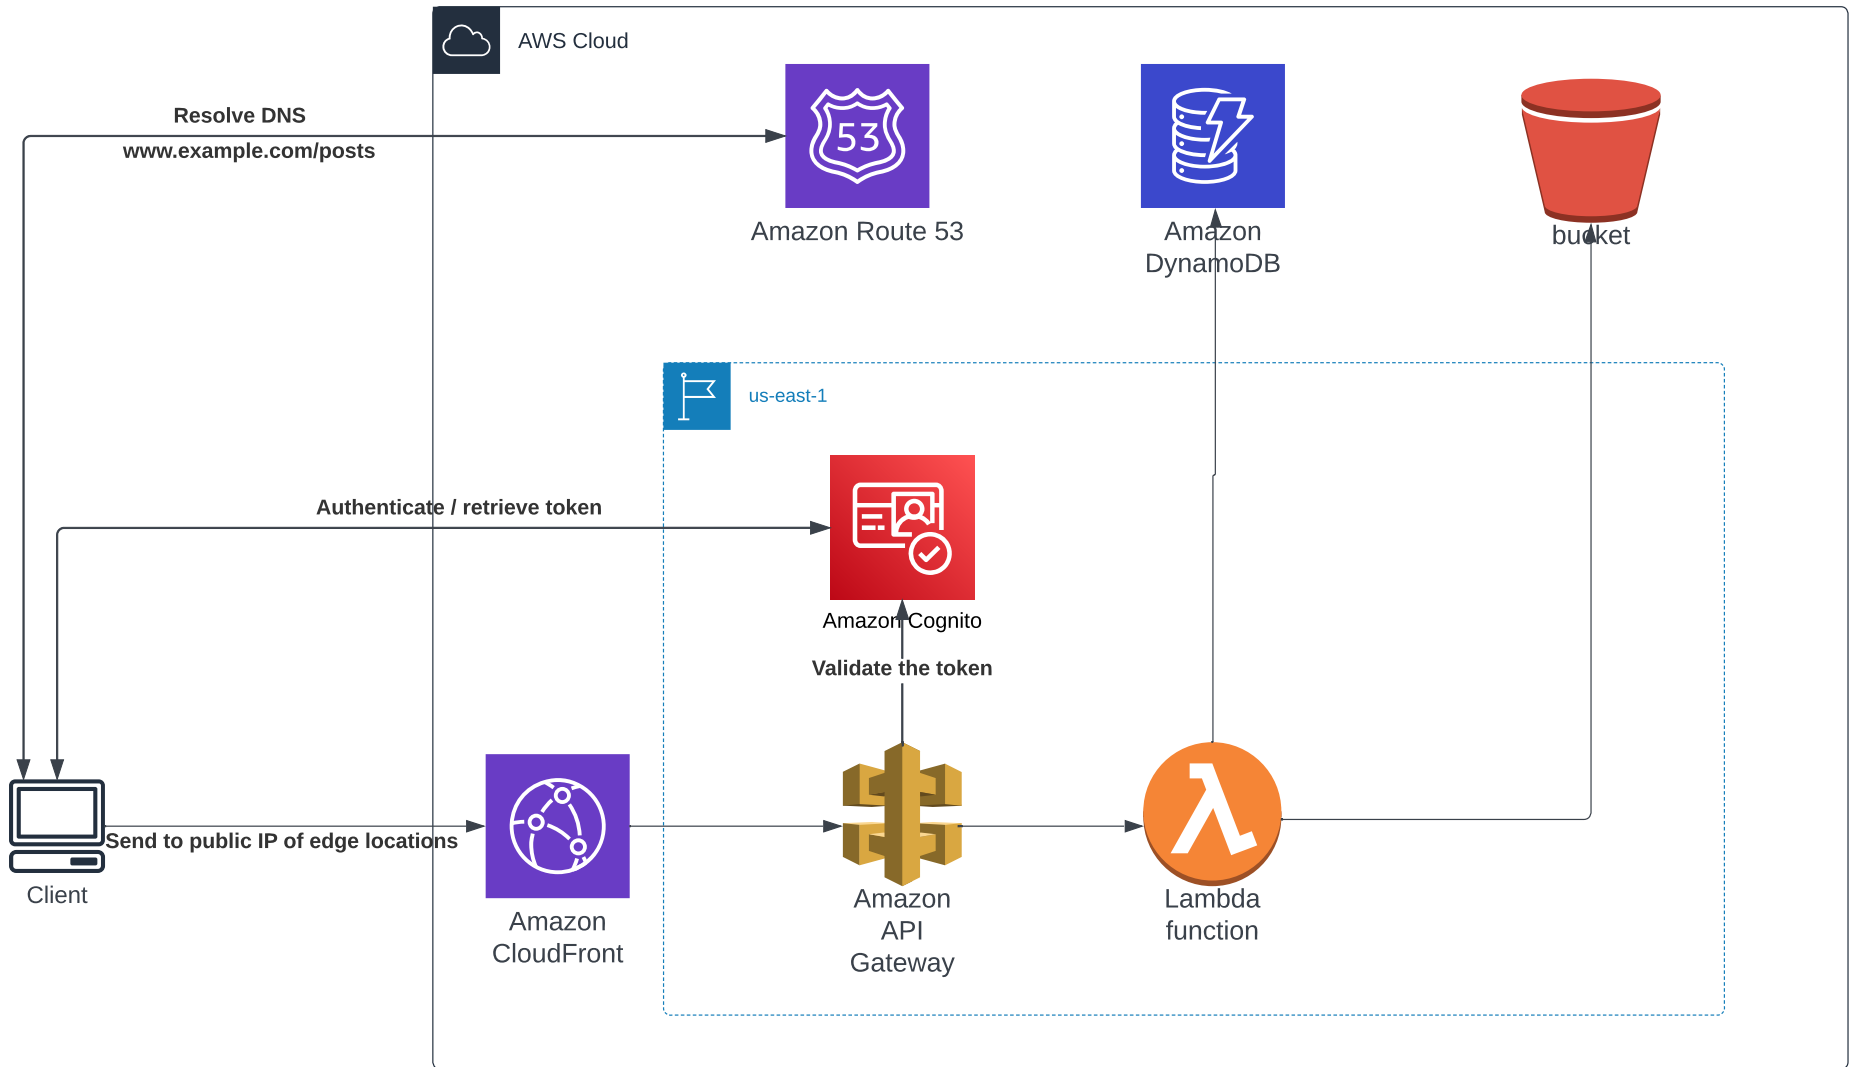 AWS Cloud
Resolve DNS
www.example.com/posts
53
Amazon Route 53
Amazon
DynamoDB
bucket
us-east-1
Authenticate / retrieve token
Amazon Cognito
Validate the token
Send to public IP of edge locations
Client
Amazon
CloudFront
Amazon
API
Gateway
Lambda
function